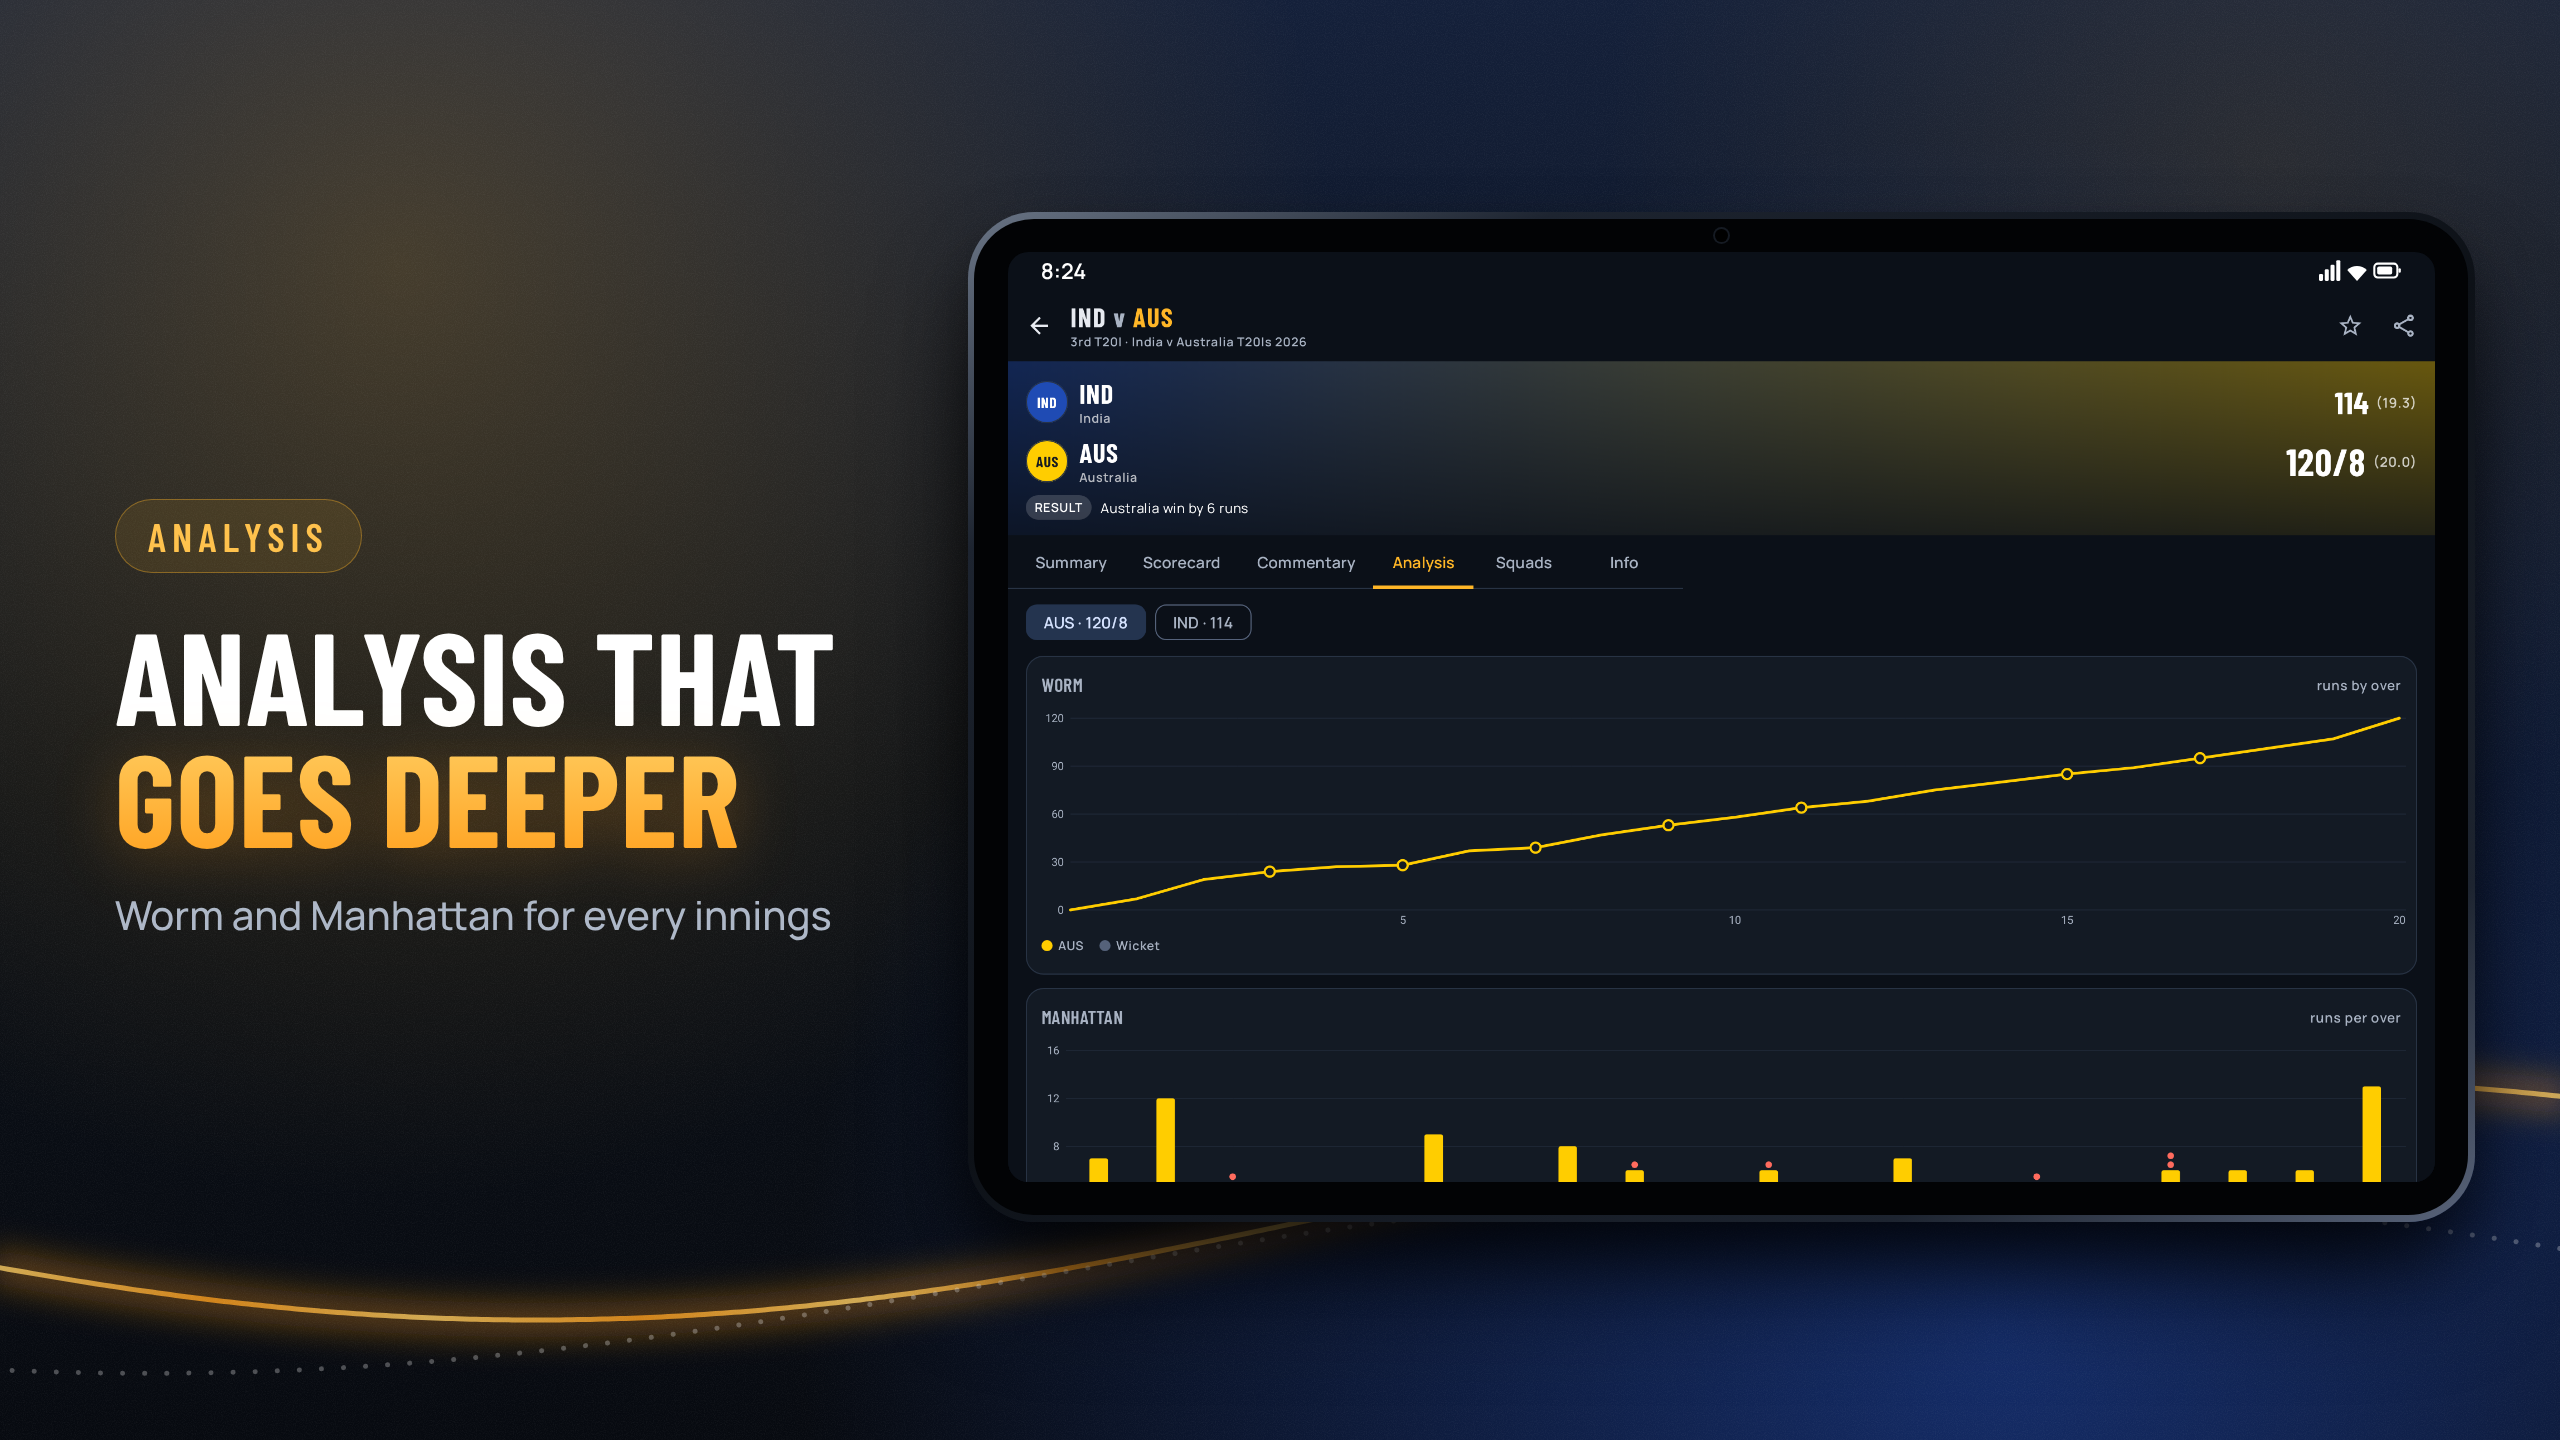 ANALYSIS
ANALYSIS THAT
GOES DEEPER
Worm and Manhattan for every innings
8:24
IND v AUS
3rd T20I · India v Australia T20Is 2026
IND IND 114 (19.3)
India
AUS AUS 120/8 (20.0)
Australia
RESULT Australia win by 6 runs
Summary Scorecard Commentary Analysis Squads Info
AUS · 120/8 IND · 114
WORM runs by over
120
90
60
30
0
5 10 15 20
AUS Wicket
MANHATTAN runs per over
16
12
8